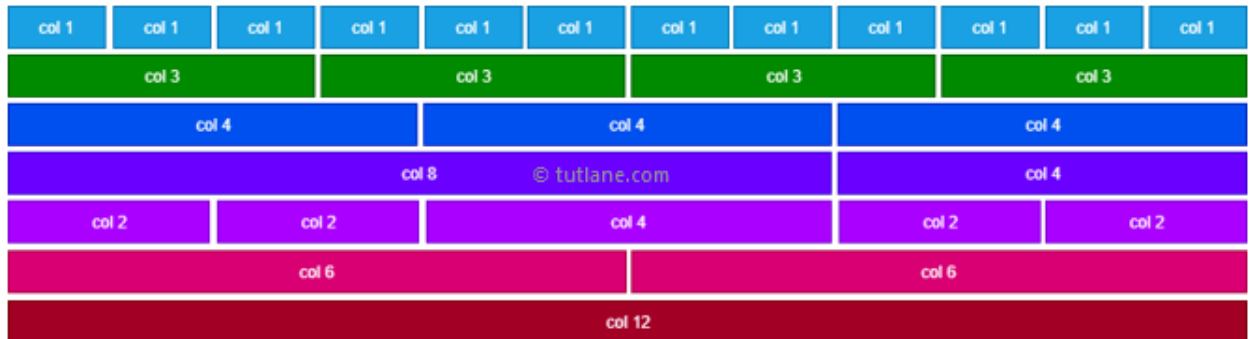 col 1 col 1 col 1 col 1 col 1 col 1 col 1 col 1 col 1 col 1 col 1 col 1
col 3 col 3 col 3 col 3
col 4 col 4 col 4
col 8 © tutlane.com col 4
col 2 col 2 col 4 col 2 col 2
col 6 col 6
col 12